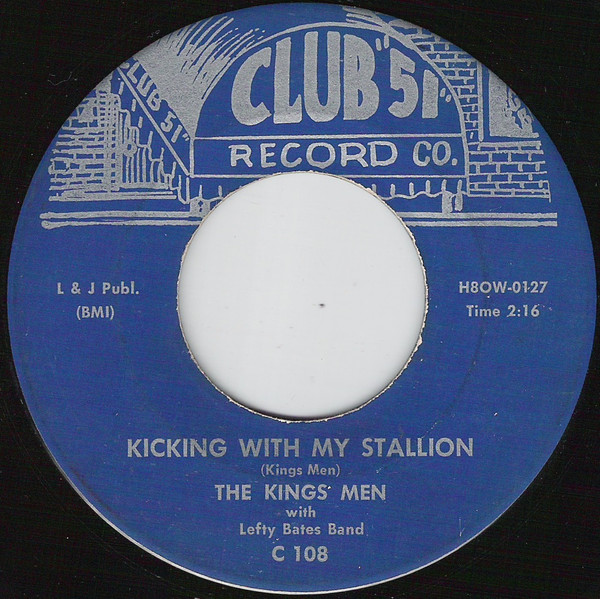 CLUB "51"
CLUB "51"
RECORD CO.
L & J Publ.
(BMI)
H8OW-0127
Time 2:16
KICKING WITH MY STALLION
(Kings Men)
THE KINGS' MEN
with
Lefty Bates Band
C 108